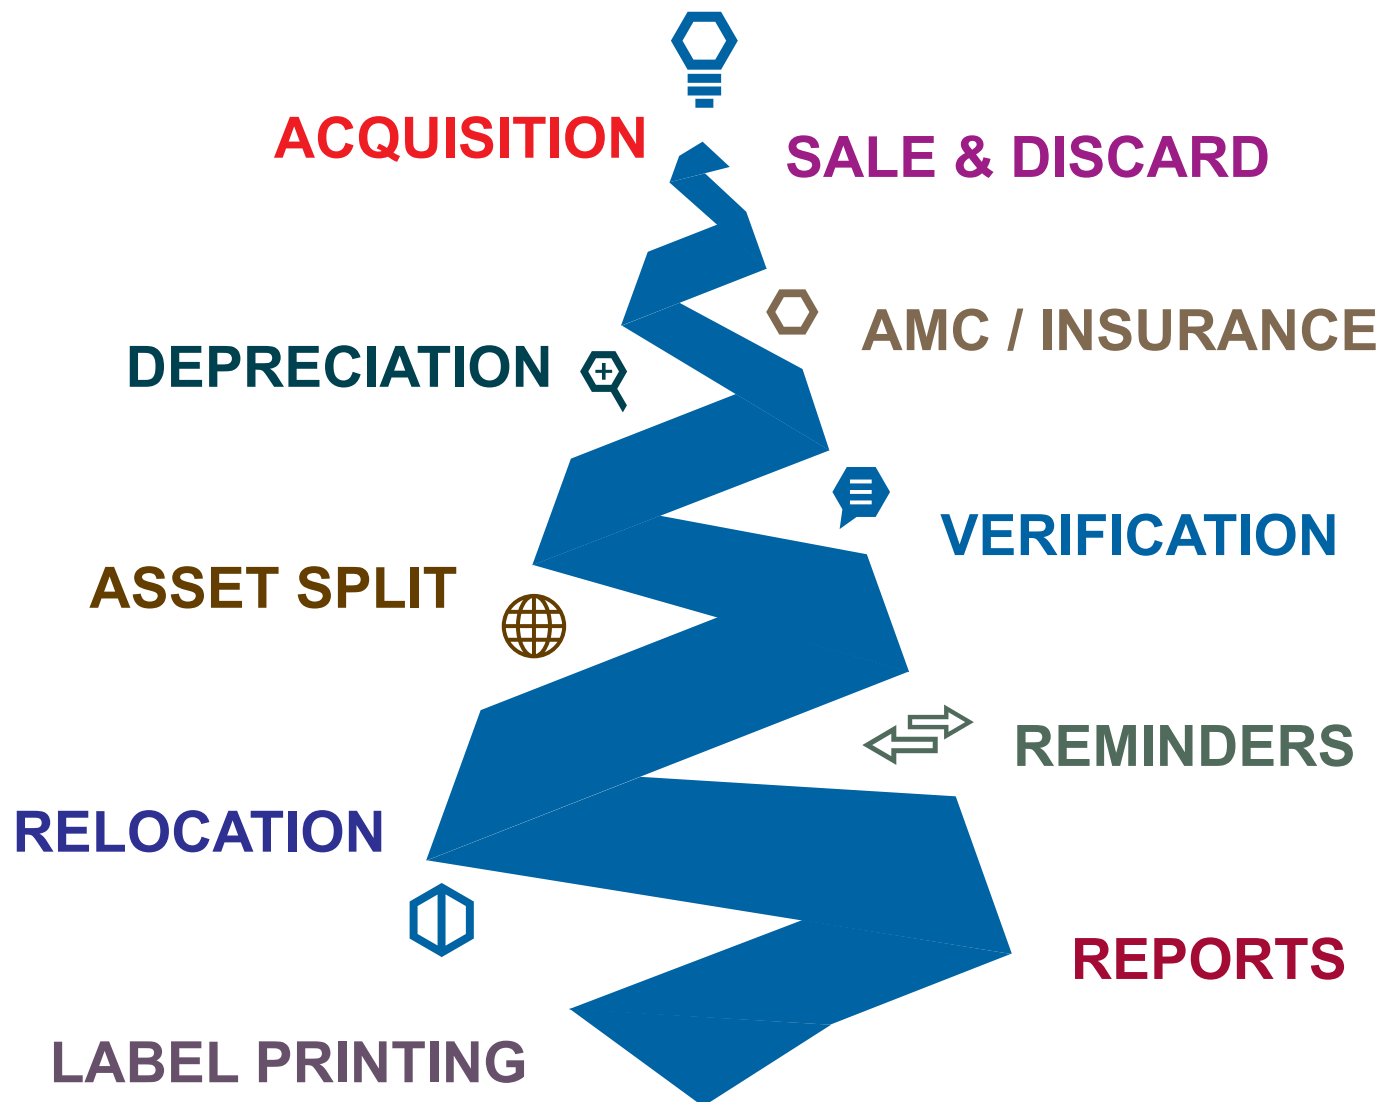 ACQUISITION
SALE & DISCARD
AMC / INSURANCE
DEPRECIATION
VERIFICATION
ASSET SPLIT
REMINDERS
RELOCATION
REPORTS
LABEL PRINTING